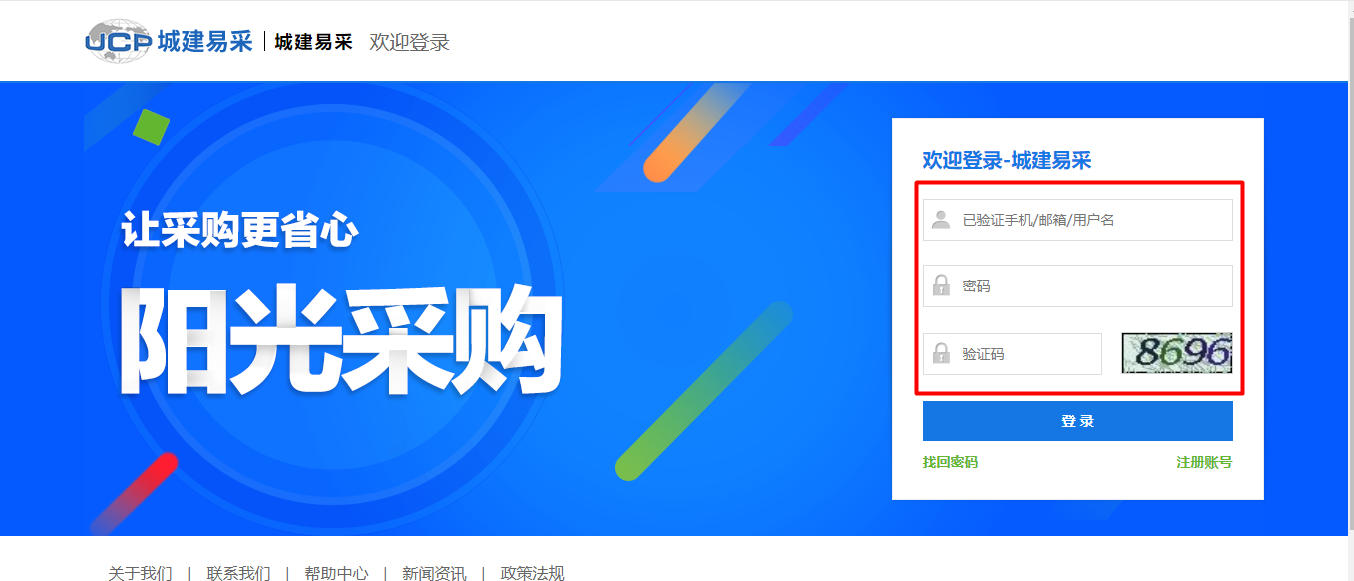 UCP 城建易采 | 城建易采 欢迎登录
让采购更省心
阳光采购
欢迎登录-城建易采
已验证手机/邮箱/用户名
密码
验证码 8696
登 录
找回密码 注册账号
关于我们 | 联系我们 | 帮助中心 | 新闻资讯 | 政策法规